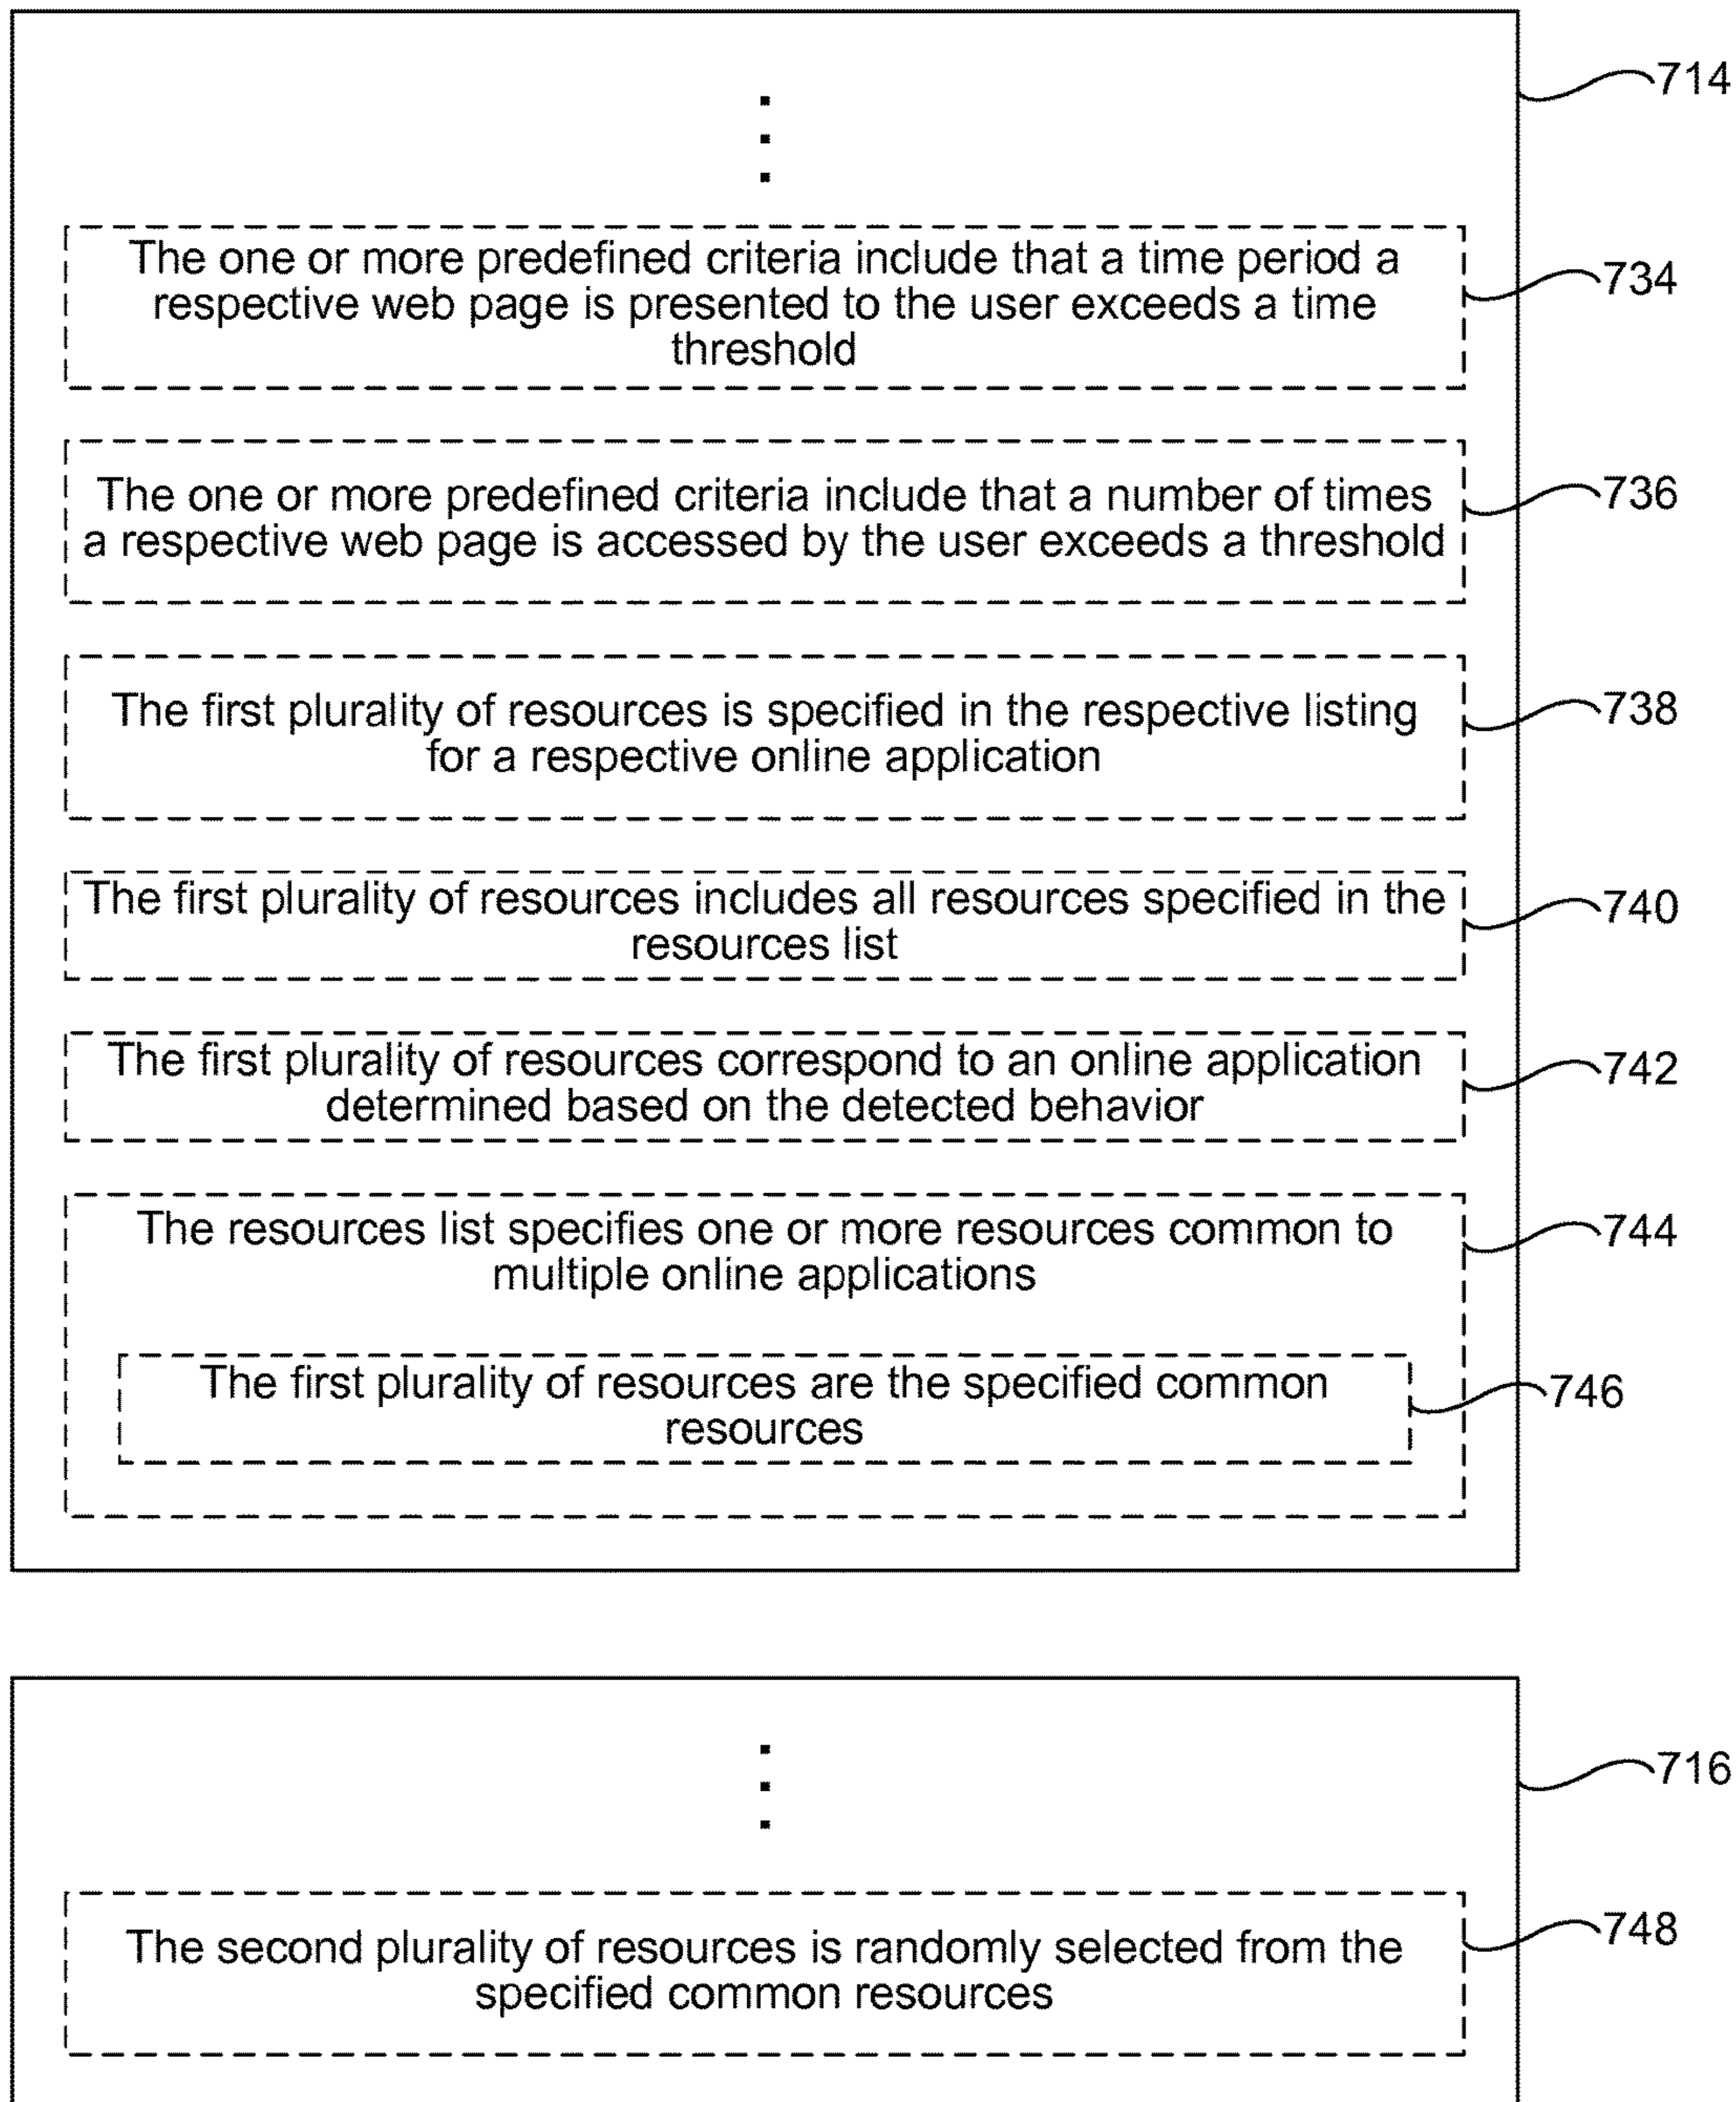 714
The one or more predefined criteria include that a time period a
respective web page is presented to the user exceeds a time
threshold
734
The one or more predefined criteria include that a number of times
a respective web page is accessed by the user exceeds a threshold
736
The first plurality of resources is specified in the respective listing
for a respective online application
738
The first plurality of resources includes all resources specified in the
resources list
740
The first plurality of resources correspond to an online application
determined based on the detected behavior
742
The resources list specifies one or more resources common to
multiple online applications
744
The first plurality of resources are the specified common
resources
746
716
The second plurality of resources is randomly selected from the
specified common resources
748